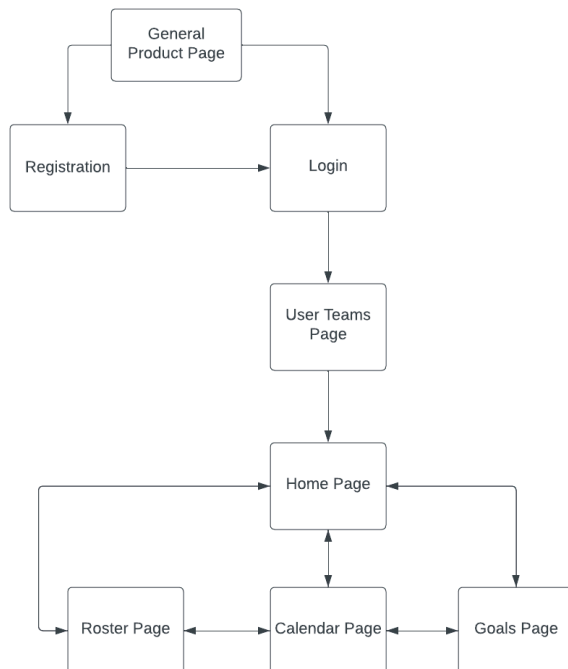 General
Product Page
Registration
Login
User Teams
Page
Home Page
Roster Page
Calendar Page
Goals Page